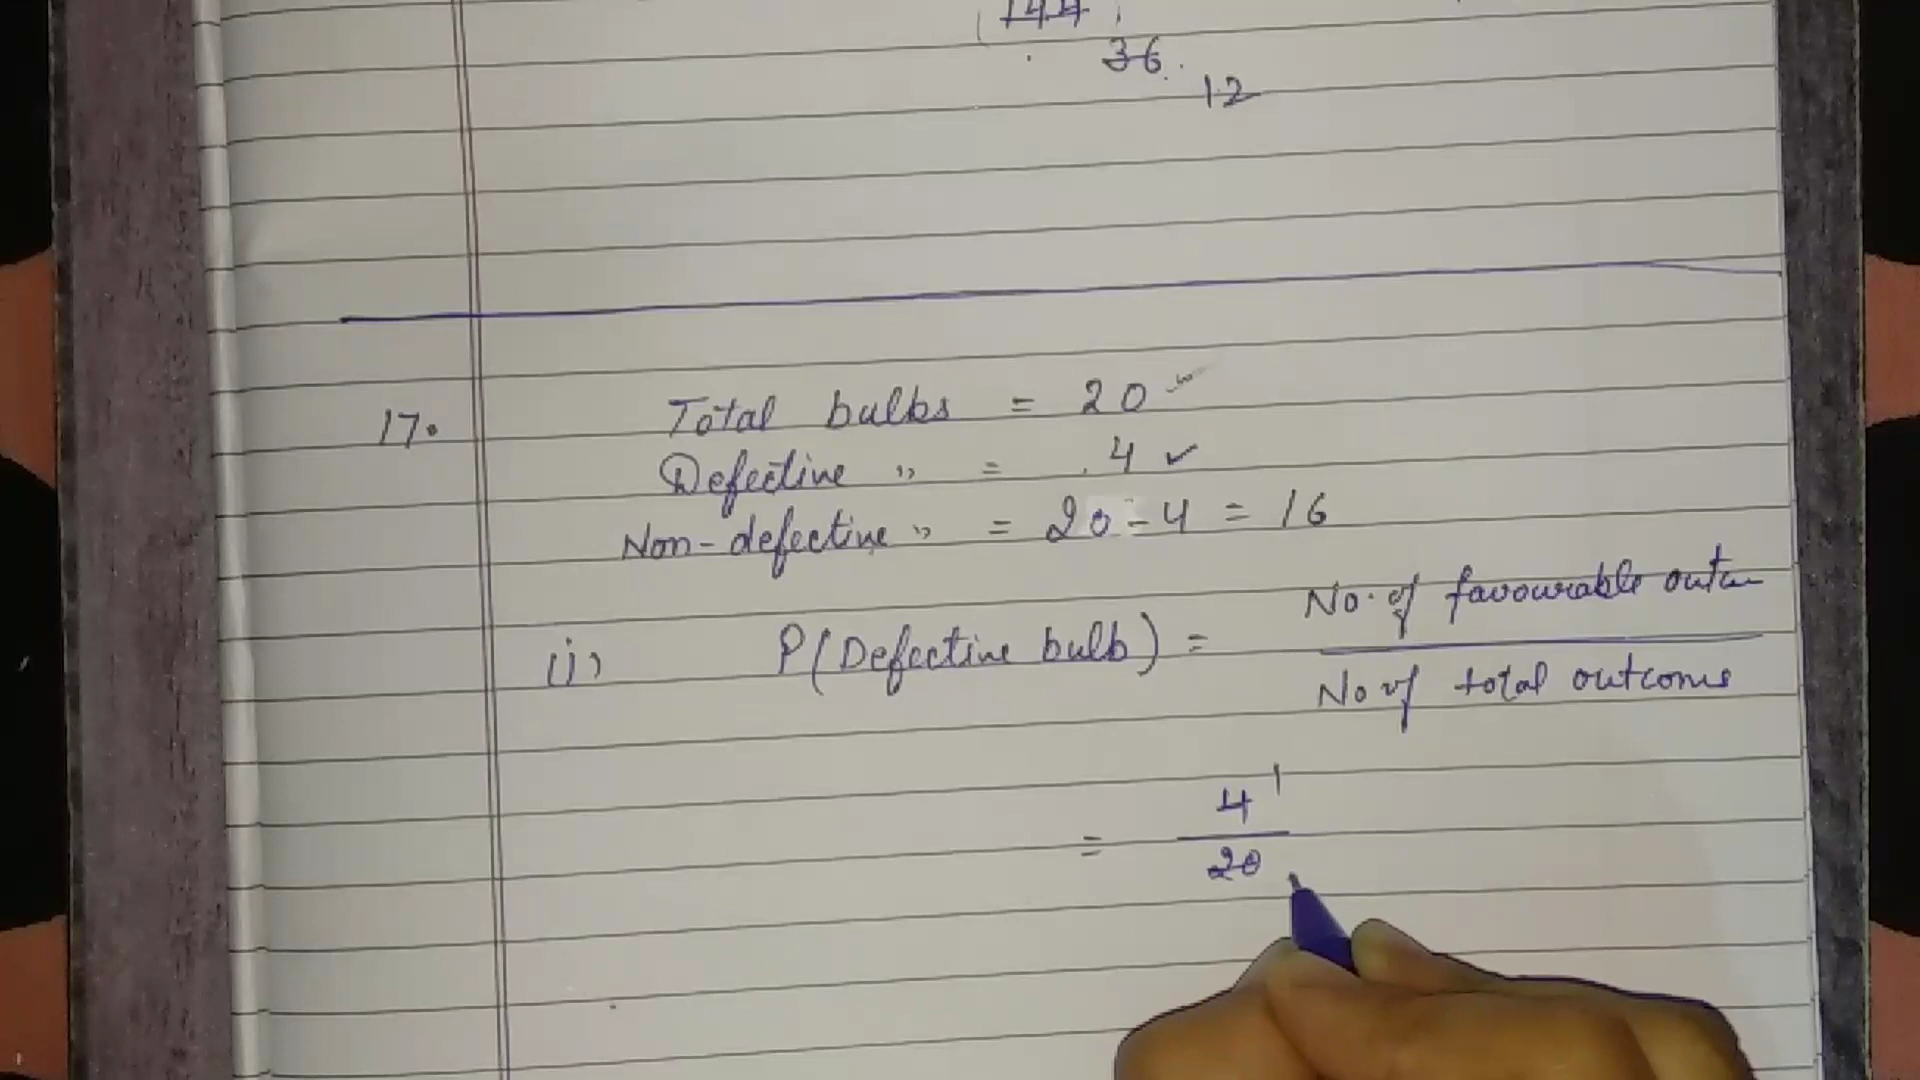 144
36
12
17. Total bulbs = 20
Defective " = 4 ✓
Non-defective " = 20 - 4 = 16
No. of favourable
(i) P(Defective bulb) =
No of total outcomes
4 1
=
20